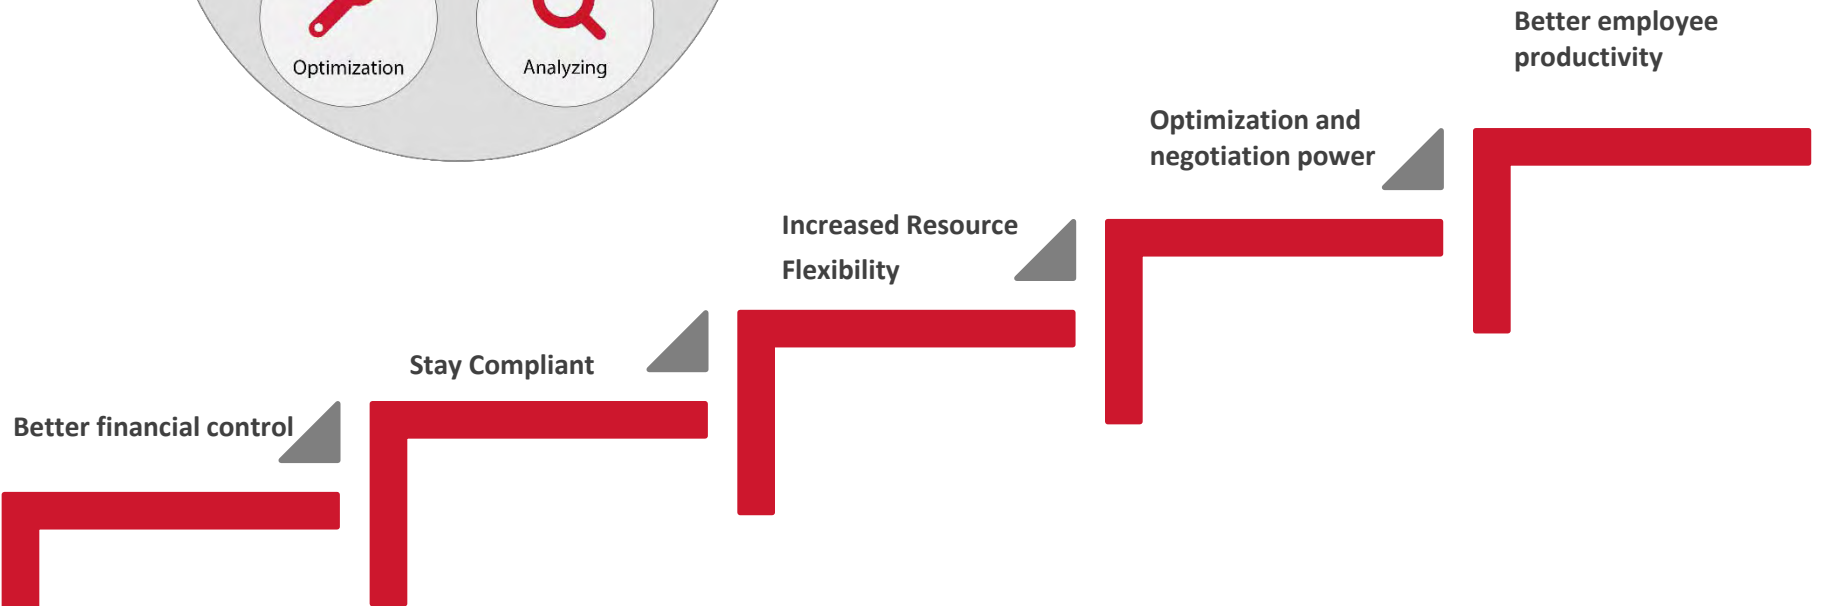 Optimization
Analyzing
Better employee
productivity
Optimization and
negotiation power
Increased Resource
Flexibility
Stay Compliant
Better financial control